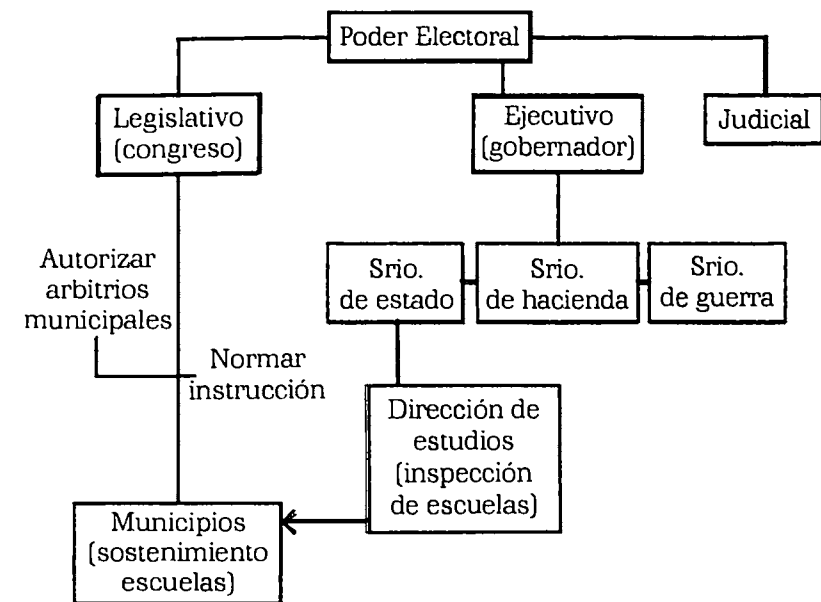 Poder Electoral
Legislativo
(congreso)
Ejecutivo
(gobernador)
Judicial
Autorizar
arbitrios
municipales
Srio.
de estado
Srio.
de hacienda
Srio.
de guerra
Normar
instrucción
Dirección de
estudios
(inspección
de escuelas)
Municipios
(sostenimiento
escuelas)